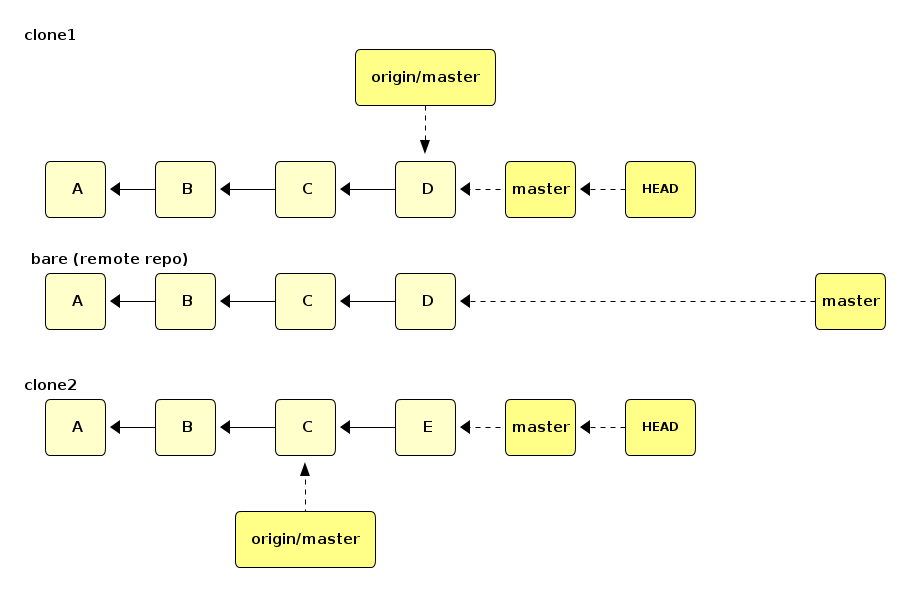 clone1
origin/master
A B C D master HEAD
bare (remote repo)
A B C D master
clone2
A B C E master HEAD
origin/master